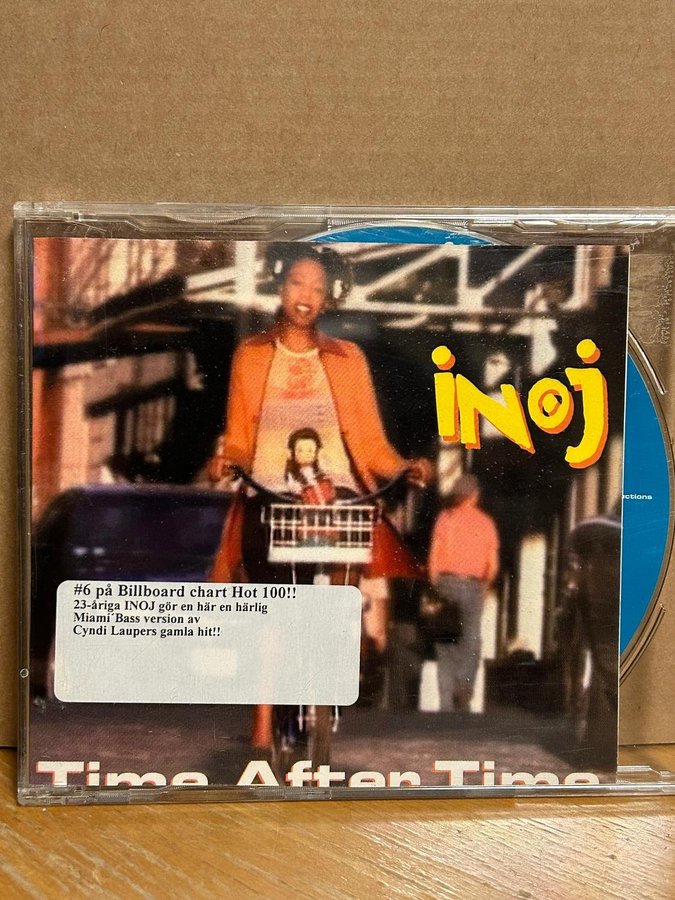 iNOJ
ctions
#6 på Billboard chart Hot 100!!
23-åriga INOJ gör en här en härlig
Miami Bass version av
Cyndi Laupers gamla hit!!
Time After Time